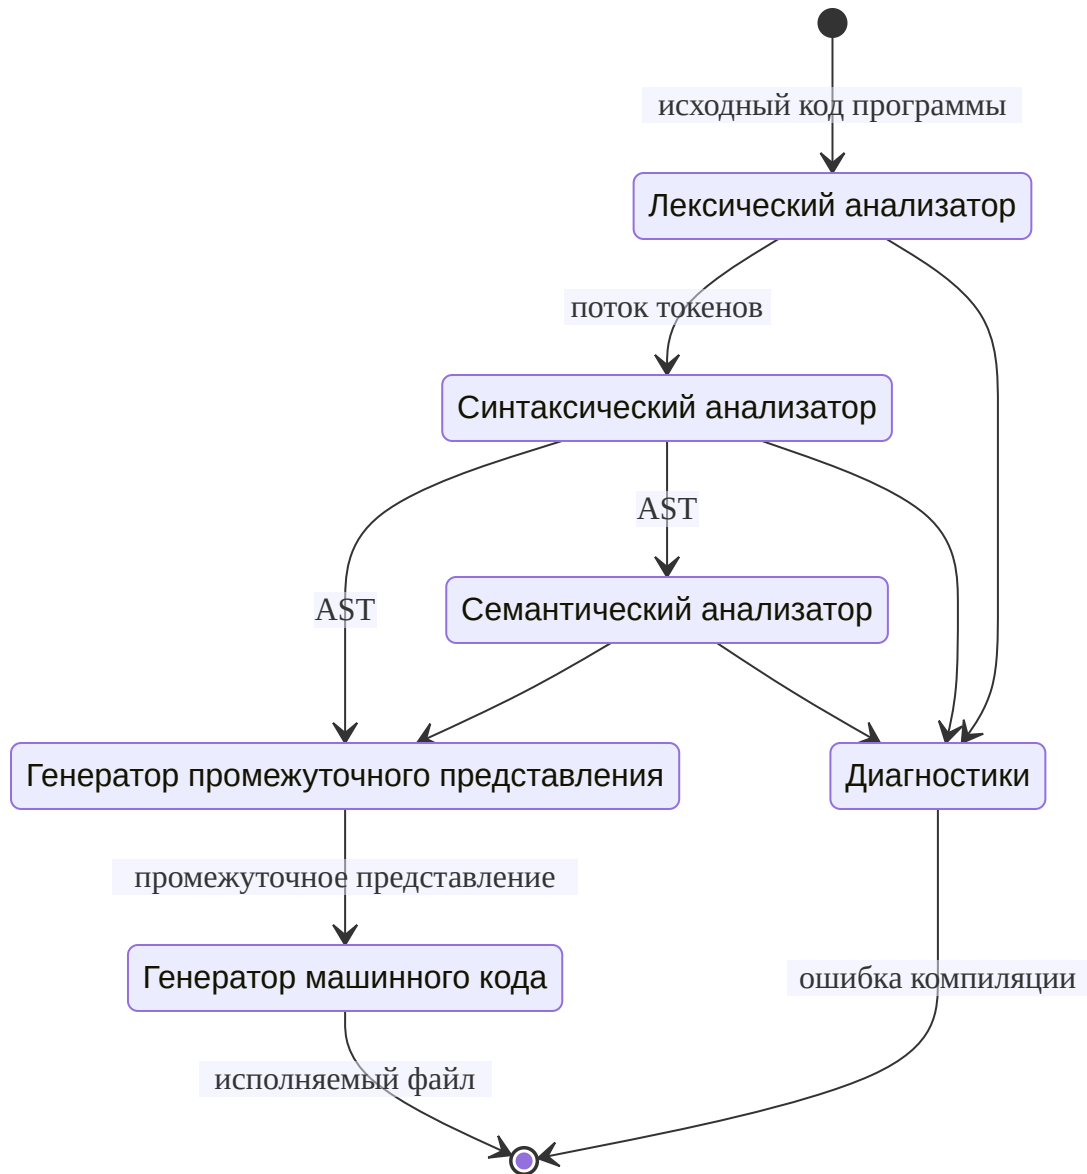 исходный код программы
Лексический анализатор
поток токенов
Синтаксический анализатор
AST
Семантический анализатор
AST
Генератор промежуточного представления
Диагностики
промежуточное представление
Генератор машинного кода
ошибка компиляции
исполняемый файл